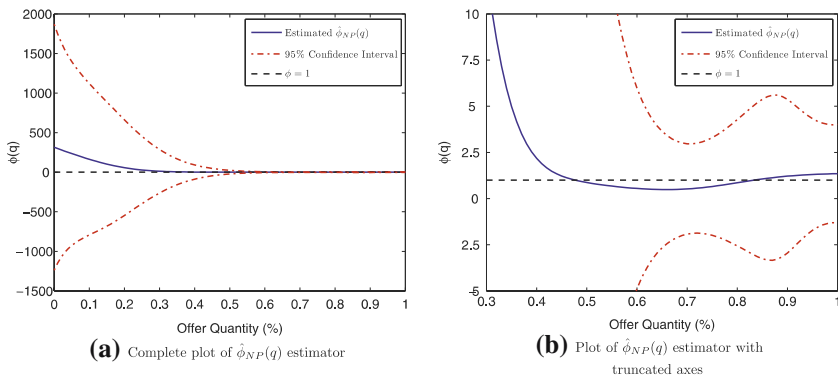 2000
1500
1000
500
0
−500
−1000
−1500
ϕ(q)
0 0.1 0.2 0.3 0.4 0.5 0.6 0.7 0.8 0.9 1
Offer Quantity (%)
Estimated ϕ̂_NP(q)
95% Confidence Interval
ϕ = 1
(a) Complete plot of ϕ̂_NP(q) estimator
10
7.5
5
2.5
0
2.5
5
ϕ(q)
0.3 0.4 0.5 0.6 0.7 0.8 0.9 1
Offer Quantity (%)
Estimated ϕ̂_NP(q)
95% Confidence Interval
ϕ = 1
(b) Plot of ϕ̂_NP(q) estimator with
truncated axes